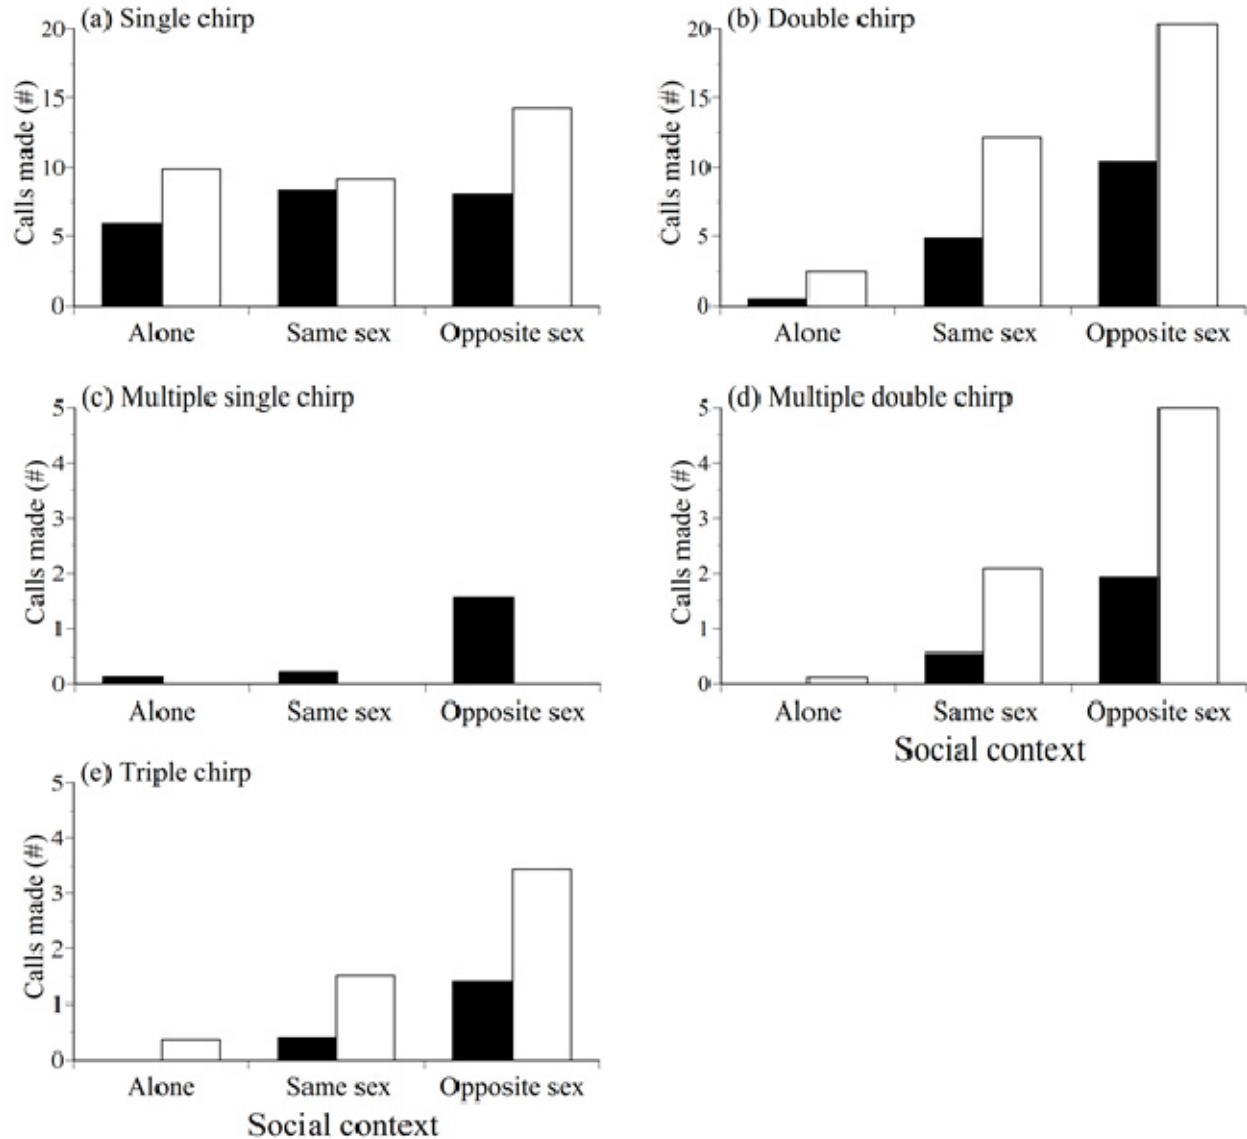 (a) Single chirp
Calls made (#)
20
15
10
5
0
Alone Same sex Opposite sex
(b) Double chirp
Calls made (#)
20
15
10
5
0
Alone Same sex Opposite sex
(c) Multiple single chirp
Calls made (#)
5
4
3
2
1
0
Alone Same sex Opposite sex
(d) Multiple double chirp
Calls made (#)
5
4
3
2
1
0
Alone Same sex Opposite sex
Social context
(e) Triple chirp
Calls made (#)
5
4
3
2
1
0
Alone Same sex Opposite sex
Social context